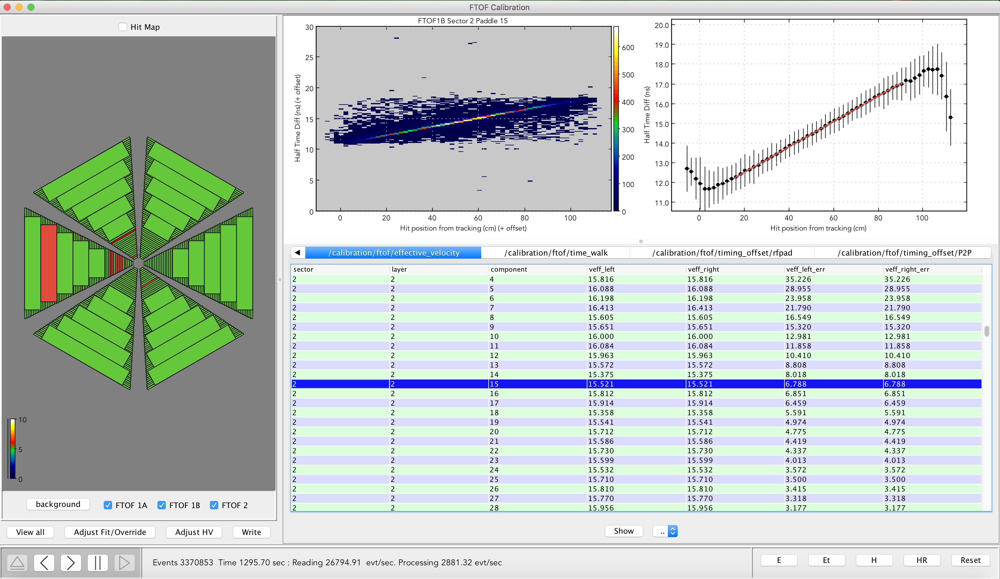 FTOF Calibration
Hit Map
10
5
0
background
FTOF 1A FTOF 1B FTOF 2
View all Adjust Fit/Override Adjust HV Write
FTOF1B Sector 2 Paddle 15
Half Time Diff (ns) (+ offset)
30
25
20
15
10
5
0
0 20 40 60 80 100
Hit position from tracking (cm) (+ offset)
600
500
400
300
200
100
0
Half Time Diff (ns)
20.0
19.0
18.0
17.0
16.0
15.0
14.0
13.0
12.0
11.0
0 20 40 60 80 100
Hit position from tracking (cm)
/calibration/ftof/effective_velocity /calibration/ftof/time_walk /calibration/ftof/timing_offset/rfpad /calibration/ftof/timing_offset/P2P
sector layer component veff_left veff_right veff_left_err veff_right_err
2 2 4 15.816 15.816 35.226 35.226
2 2 5 16.088 16.088 28.955 28.955
2 2 6 16.198 16.198 23.958 23.958
2 2 7 16.413 16.413 21.790 21.790
2 2 8 15.605 15.605 16.549 16.549
2 2 9 15.651 15.651 15.320 15.320
2 2 10 16.000 16.000 12.981 12.981
2 2 11 16.084 16.084 11.858 11.858
2 2 12 15.963 15.963 10.410 10.410
2 2 13 15.572 15.572 8.808 8.808
2 2 14 15.375 15.375 8.018 8.018
2 2 15 15.521 15.521 6.788 6.788
2 2 16 15.812 15.812 6.851 6.851
2 2 17 15.914 15.914 6.459 6.459
2 2 18 15.358 15.358 5.591 5.591
2 2 19 15.541 15.541 4.974 4.974
2 2 20 15.712 15.712 4.775 4.775
2 2 21 15.586 15.586 4.419 4.419
2 2 22 15.730 15.730 4.337 4.337
2 2 23 15.599 15.599 4.013 4.013
2 2 24 15.532 15.532 3.572 3.572
2 2 25 15.710 15.710 3.500 3.500
2 2 26 15.810 15.810 3.415 3.415
2 2 27 15.770 15.770 3.318 3.318
2 2 28 15.956 15.956 3.177 3.177
Show ..
Events 3370853 Time 1295.70 sec : Reading 26794.91 evt/sec. Processing 2881.32 evt/sec
E Et H HR Reset